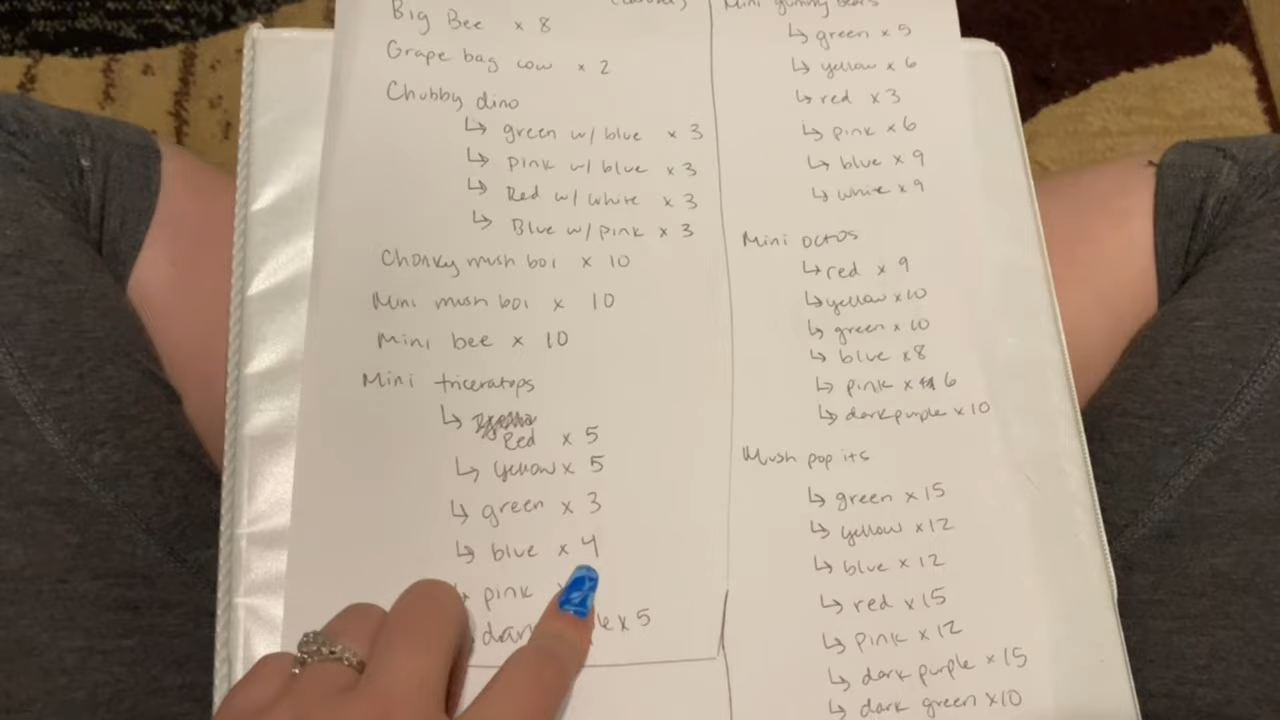 Big Bee x 8
Grape bag cow x 2
Chubby dino
↳ green w/ blue x 3
↳ pink w/ blue x 3
↳ Red w/ white x 3
↳ Blue w/ pink x 3
Chonky mush boi x 10
Mini mush boi x 10
Mini bee x 10
Mini triceratops
↳ Red x 5
↳ yellow x 5
↳ green x 3
↳ blue x 4
pink
x 5
Mini gummy bears
↳ green x 5
↳ yellow x 6
↳ red x 3
↳ pink x 6
↳ blue x 9
↳ white x 9
Mini octos
↳ red x 9
↳ yellow x 10
↳ green x 10
↳ blue x 8
↳ pink x 6
↳ dark purple x 10
Mush pop its
↳ green x 15
↳ yellow x 12
↳ blue x 12
↳ red x 15
↳ pink x 12
↳ dark purple x 15
↳ dark green x 10